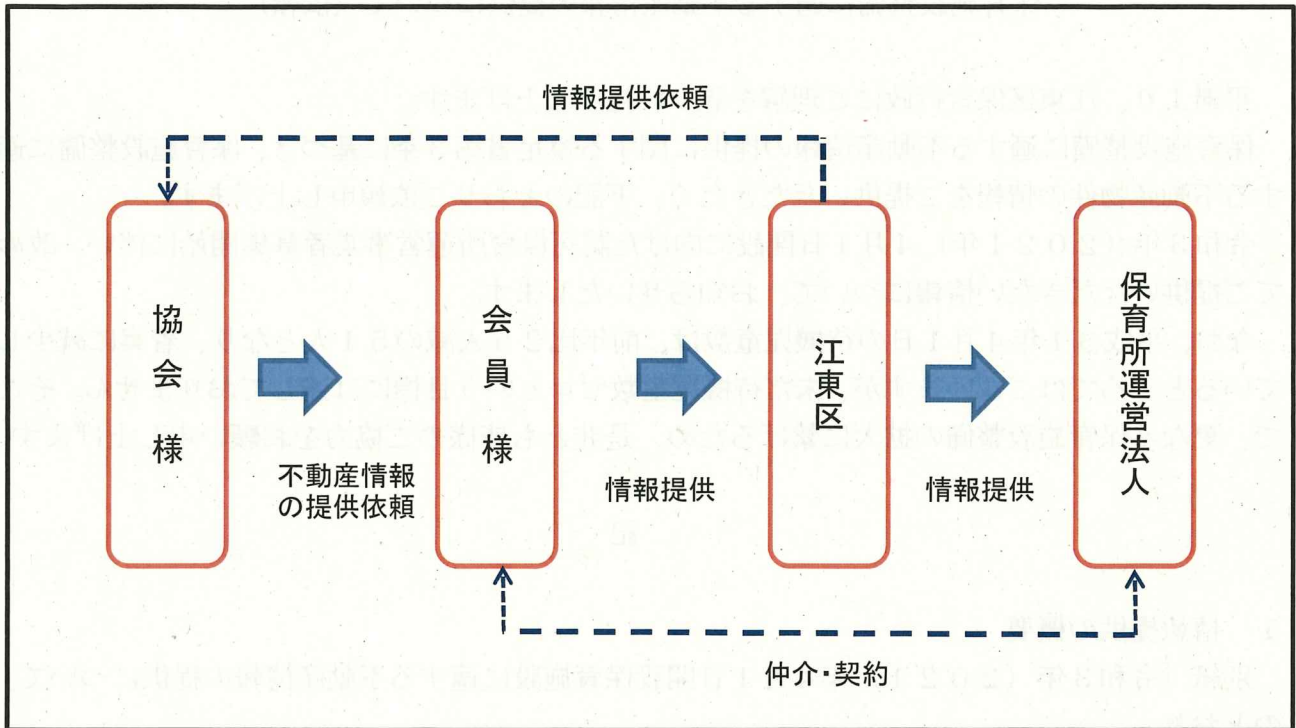 情報提供依頼
協会様
会員様
江東区
保育所運営法人
不動産情報
の提供依頼
情報提供
情報提供
仲介・契約